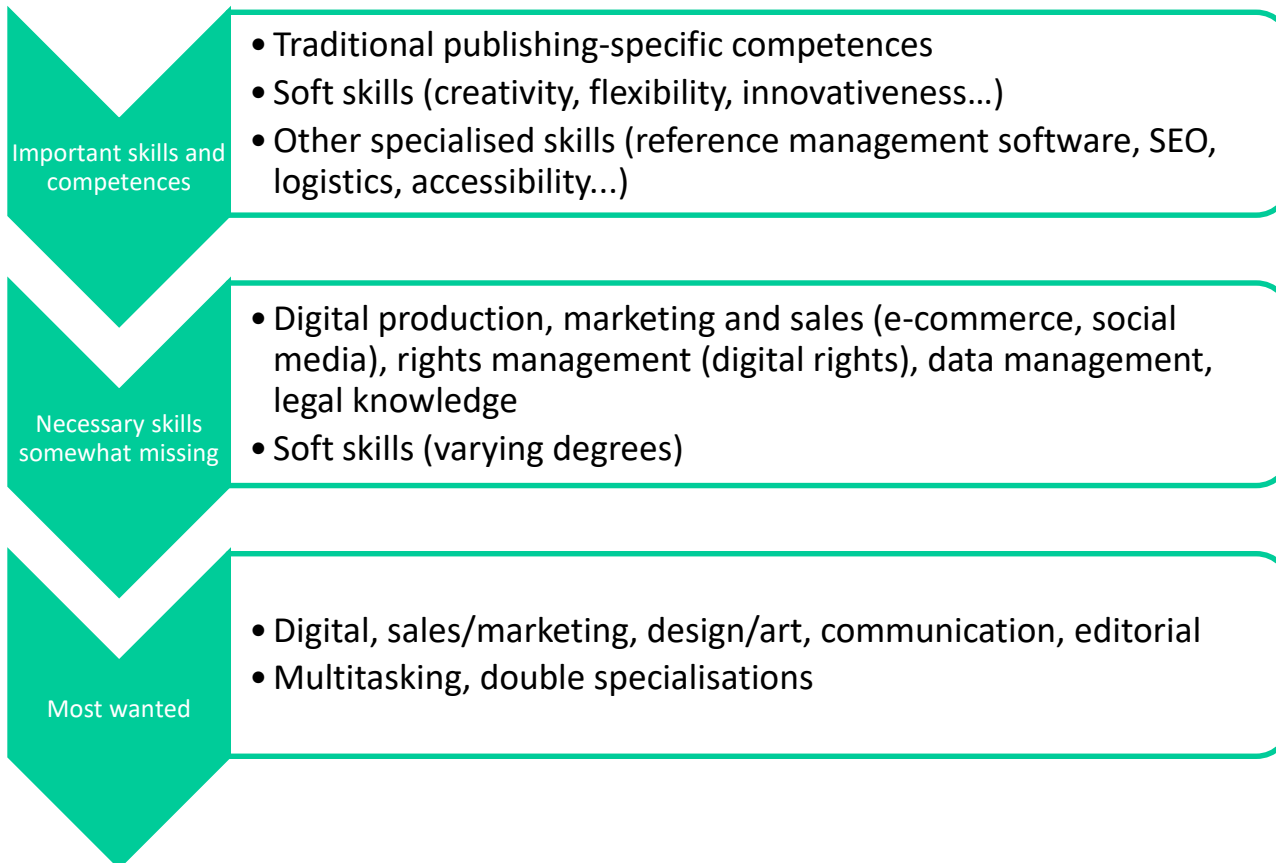 • Traditional publishing-specific competences
• Soft skills (creativity, flexibility, innovativeness…)
• Other specialised skills (reference management software, SEO,
logistics, accessibility...)
Important skills and
competences
• Digital production, marketing and sales (e-commerce, social
media), rights management (digital rights), data management,
legal knowledge
• Soft skills (varying degrees)
Necessary skills
somewhat missing
• Digital, sales/marketing, design/art, communication, editorial
• Multitasking, double specialisations
Most wanted